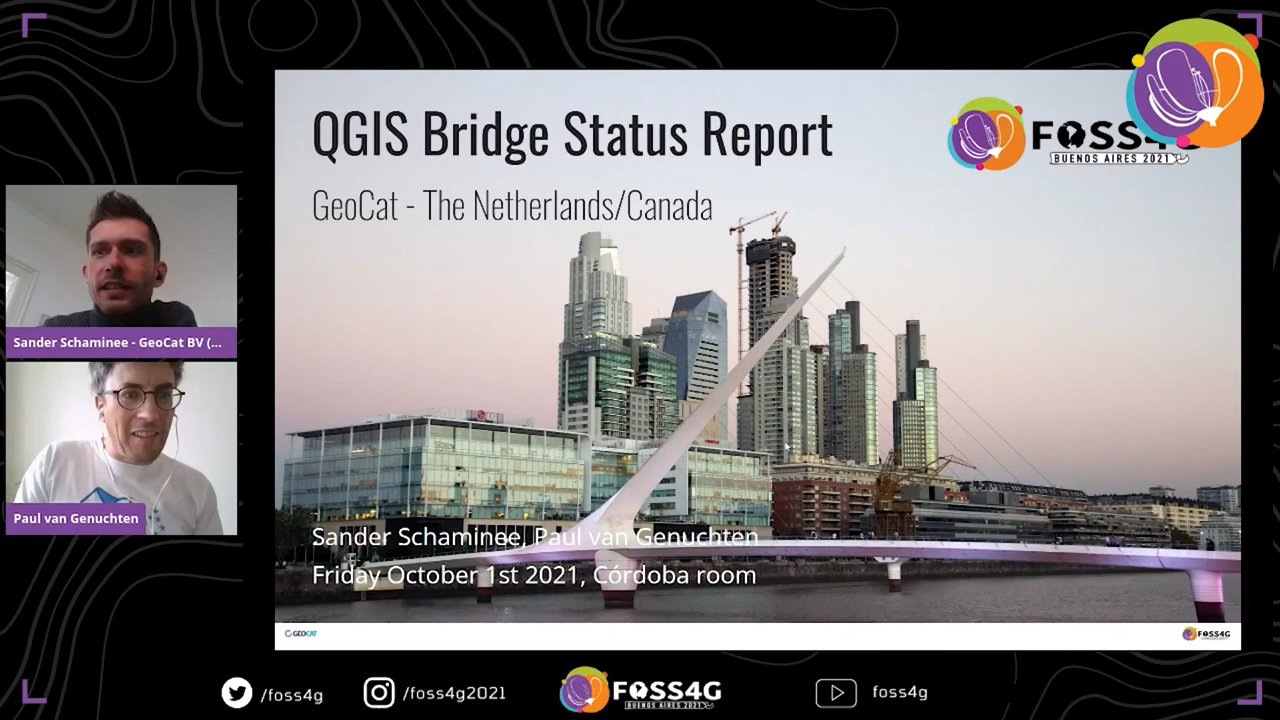 QGIS Bridge Status Report
GeoCat - The Netherlands/Canada
FOSS4G
BUENOS AIRES 2021
Sander Schaminee - GeoCat BV (...
Paul van Genuchten
Sander Schaminee, Paul van Genuchten
Friday October 1st 2021, Córdoba room
GEOCAT
FOSS4G
/foss4g
/foss4g2021
FOSS4G
BUENOS AIRES 2021
foss4g